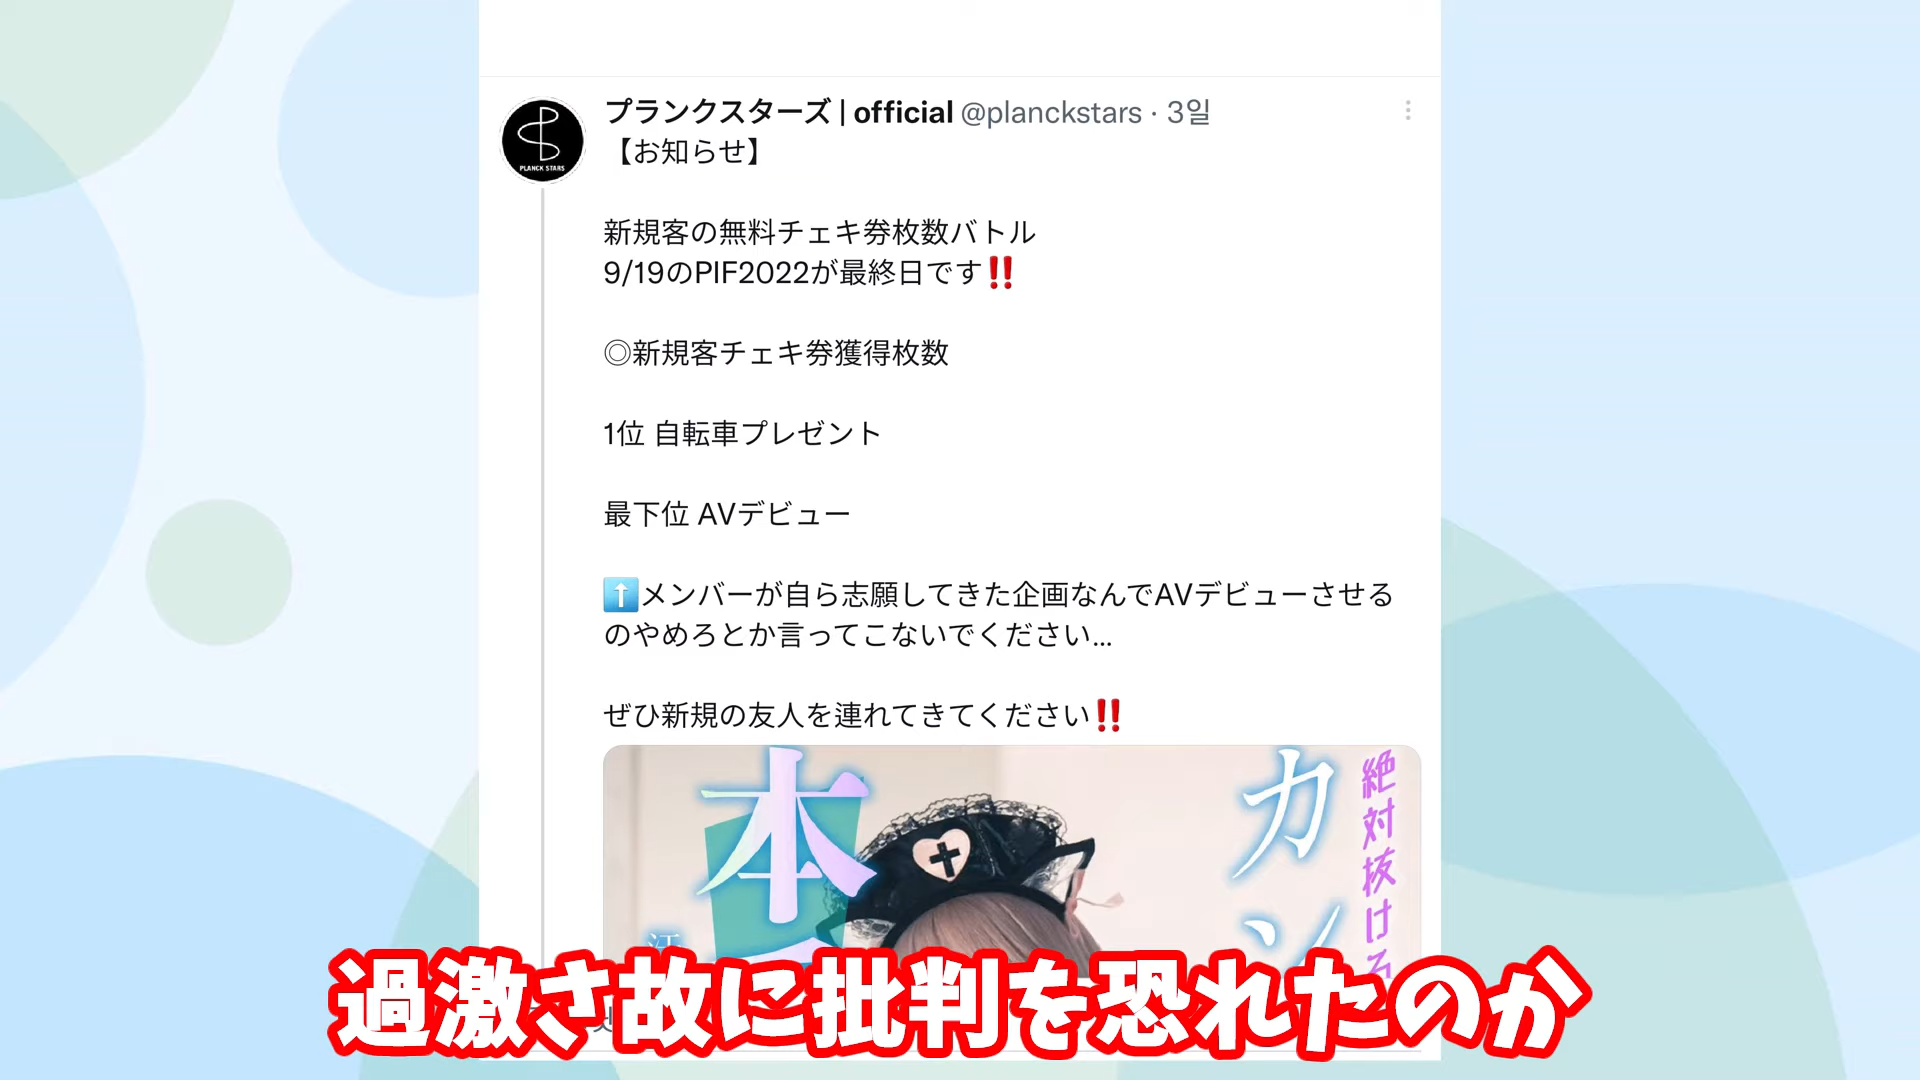 プランクスターズ | official @planckstars · 3일
PLANCK STARS
【お知らせ】
新規客の無料チェキ券枚数バトル
9/19のPIF2022が最終日です‼️
◎新規客チェキ券獲得枚数
1位 自転車プレゼント
最下位 AVデビュー
⬆️メンバーが自ら志願してきた企画なんでAVデビューさせる
のやめろとか言ってこないでください...
ぜひ新規の友人を連れてきてください‼️
本
カン
絶対抜ける
過激さ故に批判を恐れたのか